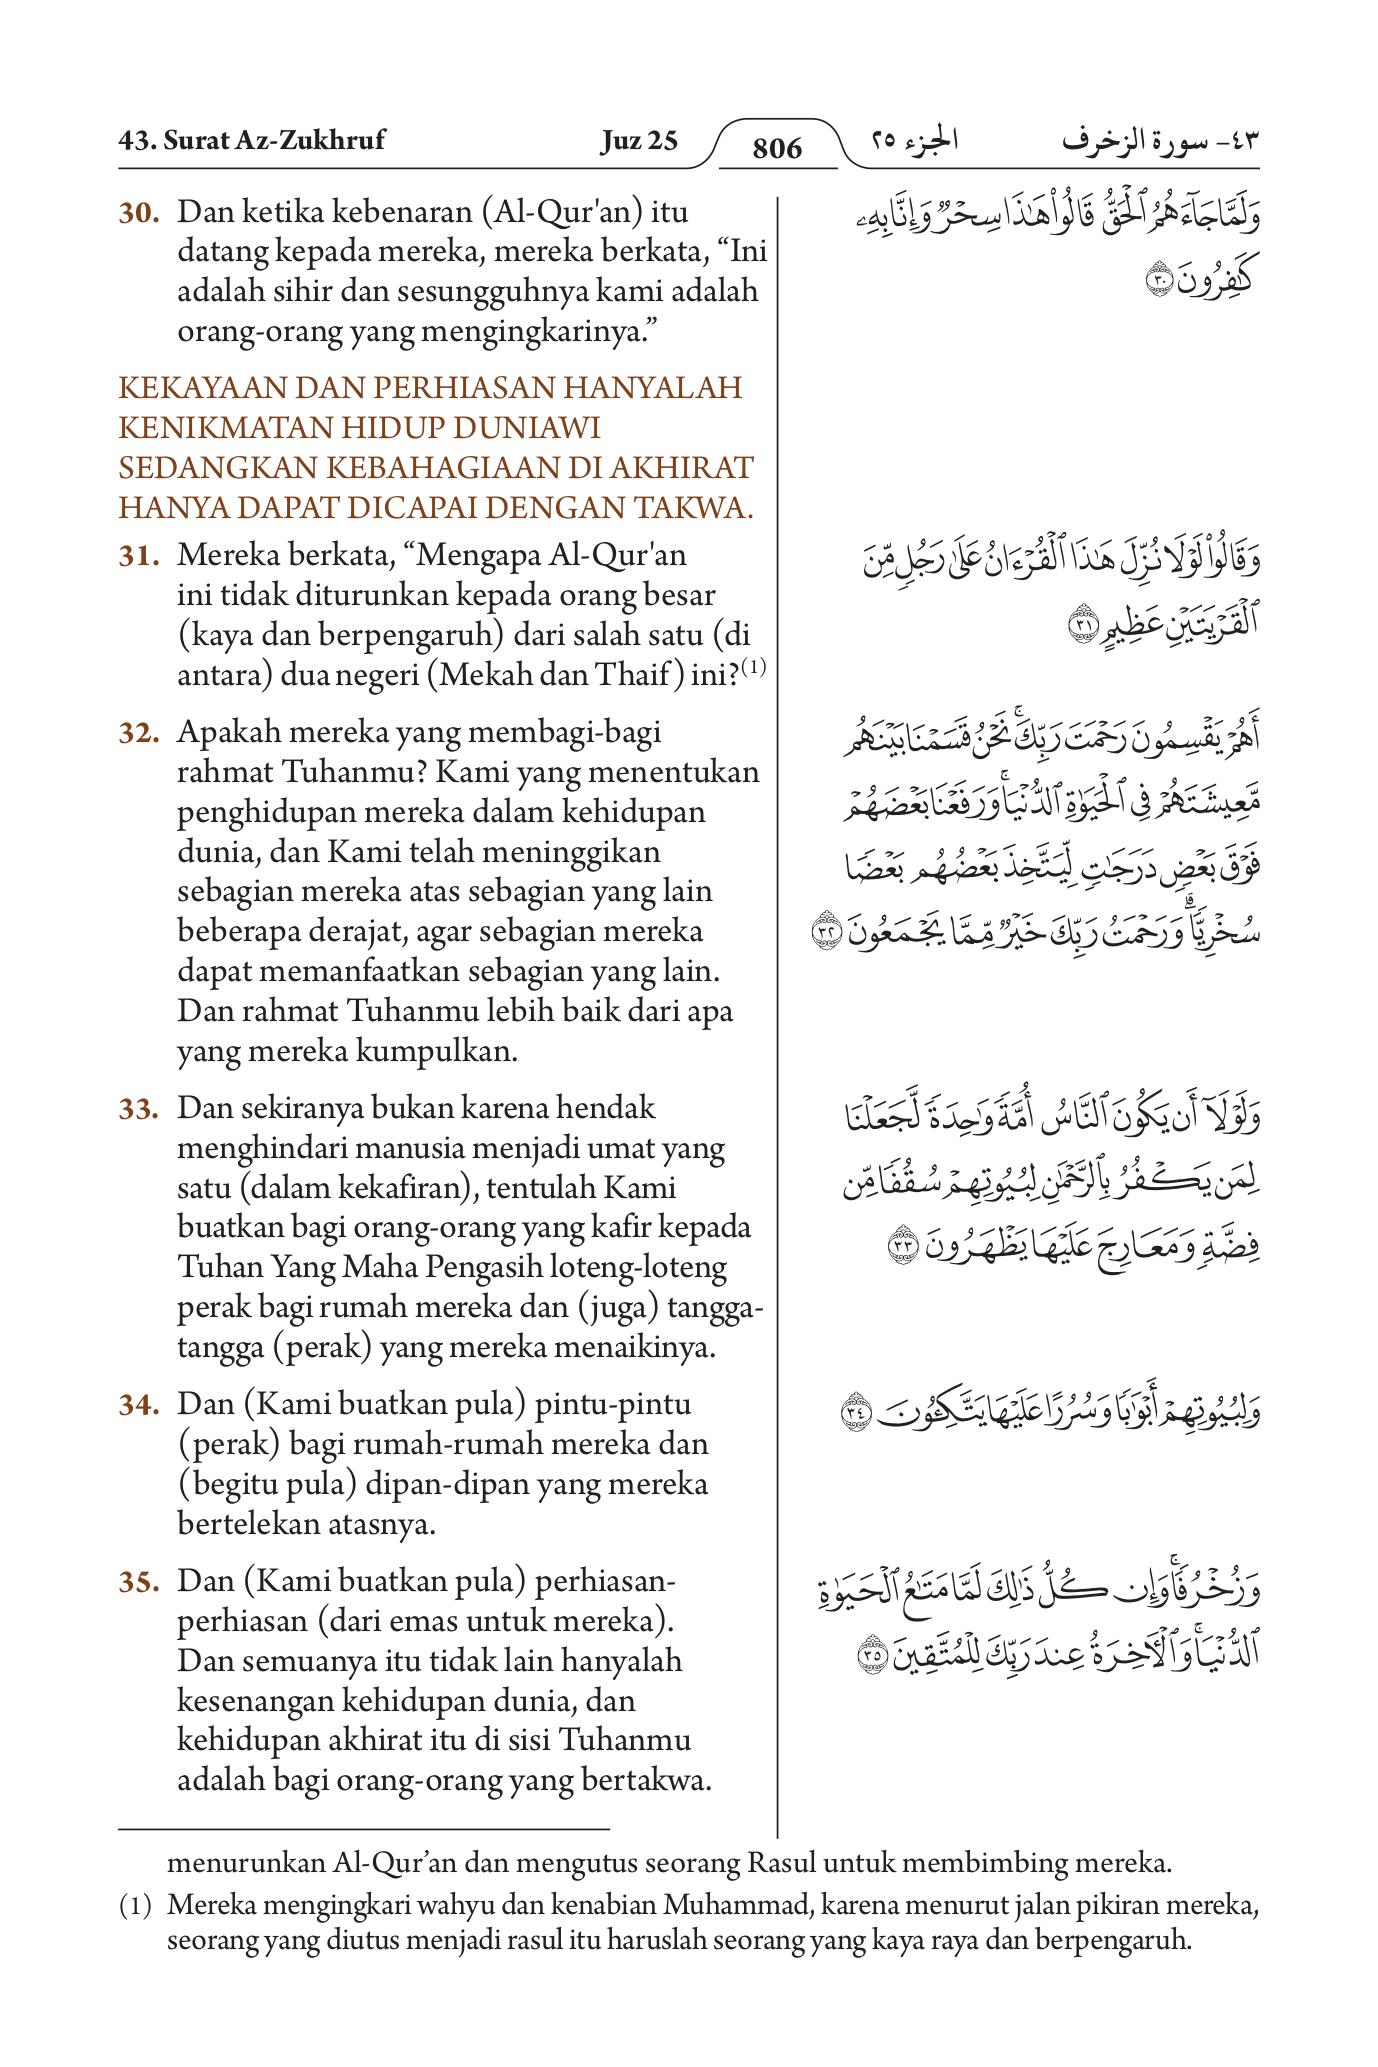 43. Surat Az-Zukhruf
Juz 25
806
الجزء ٢٥
٤٣- سورة الزخرف
30. Dan ketika kebenaran (Al-Qur'an) itu
datang kepada mereka, mereka berkata, “Ini
adalah sihir dan sesungguhnya kami adalah
orang-orang yang mengingkarinya.”
KEKAYAAN DAN PERHIASAN HANYALAH
KENIKMATAN HIDUP DUNIAWI
SEDANGKAN KEBAHAGIAAN DI AKHIRAT
HANYA DAPAT DICAPAI DENGAN TAKWA.
31. Mereka berkata, “Mengapa Al-Qur'an
ini tidak diturunkan kepada orang besar
(kaya dan berpengaruh) dari salah satu (di
antara) dua negeri (Mekah dan Thaif) ini?(1)
32. Apakah mereka yang membagi-bagi
rahmat Tuhanmu? Kami yang menentukan
penghidupan mereka dalam kehidupan
dunia, dan Kami telah meninggikan
sebagian mereka atas sebagian yang lain
beberapa derajat, agar sebagian mereka
dapat memanfaatkan sebagian yang lain.
Dan rahmat Tuhanmu lebih baik dari apa
yang mereka kumpulkan.
33. Dan sekiranya bukan karena hendak
menghindari manusia menjadi umat yang
satu (dalam kekafiran), tentulah Kami
buatkan bagi orang-orang yang kafir kepada
Tuhan Yang Maha Pengasih loteng-loteng
perak bagi rumah mereka dan (juga) tangga-
tangga (perak) yang mereka menaikinya.
34. Dan (Kami buatkan pula) pintu-pintu
(perak) bagi rumah-rumah mereka dan
(begitu pula) dipan-dipan yang mereka
bertelekan atasnya.
35. Dan (Kami buatkan pula) perhiasan-
perhiasan (dari emas untuk mereka).
Dan semuanya itu tidak lain hanyalah
kesenangan kehidupan dunia, dan
kehidupan akhirat itu di sisi Tuhanmu
adalah bagi orang-orang yang bertakwa.
وَلَمَّا جَآءَهُمُ ٱلْحَقُّ قَالُوا۟ هَٰذَا سِحْرٌ وَإِنَّا بِهِۦ
كَٰفِرُونَ ٣٠
وَقَالُوا۟ لَوْلَا نُزِّلَ هَٰذَا ٱلْقُرْءَانُ عَلَىٰ رَجُلٍ مِّنَ
ٱلْقَرْيَتَيْنِ عَظِيمٍ ٣١
أَهُمْ يَقْسِمُونَ رَحْمَتَ رَبِّكَ ۚ نَحْنُ قَسَمْنَا بَيْنَهُم
مَّعِيشَتَهُمْ فِى ٱلْحَيَوٰةِ ٱلدُّنْيَا ۚ وَرَفَعْنَا بَعْضَهُمْ
فَوْقَ بَعْضٍ دَرَجَٰتٍ لِّيَتَّخِذَ بَعْضُهُم بَعْضًا
سُخْرِيًّا ۗ وَرَحْمَتُ رَبِّكَ خَيْرٌ مِّمَّا يَجْمَعُونَ ٣٢
وَلَوْلَآ أَن يَكُونَ ٱلنَّاسُ أُمَّةً وَٰحِدَةً لَّجَعَلْنَا
لِمَن يَكْفُرُ بِٱلرَّحْمَٰنِ لِبُيُوتِهِمْ سُقُفًا مِّن
فِضَّةٍ وَمَعَارِجَ عَلَيْهَا يَظْهَرُونَ ٣٣
وَلِبُيُوتِهِمْ أَبْوَٰبًا وَسُرُرًا عَلَيْهَا يَتَّكِـُٔونَ ٣٤
وَزُخْرُفًا ۚ وَإِن كُلُّ ذَٰلِكَ لَمَّا مَتَٰعُ ٱلْحَيَوٰةِ
ٱلدُّنْيَا ۚ وَٱلْـَٔاخِرَةُ عِندَ رَبِّكَ لِلْمُتَّقِينَ ٣٥
menurunkan Al-Qur’an dan mengutus seorang Rasul untuk membimbing mereka.
(1) Mereka mengingkari wahyu dan kenabian Muhammad, karena menurut jalan pikiran mereka,
seorang yang diutus menjadi rasul itu haruslah seorang yang kaya raya dan berpengaruh.